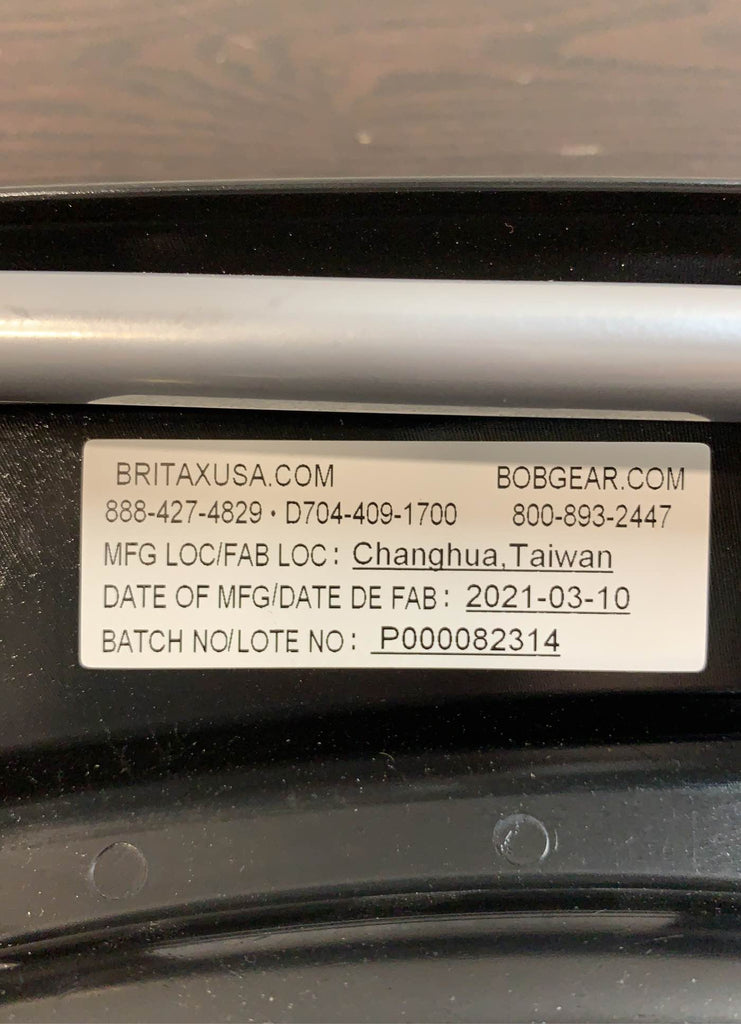 BRITAXUSA.COM BOBGEAR.COM
888-427-4829 • D704-409-1700 800-893-2447
MFG LOC/FAB LOC: Changhua,Taiwan
DATE OF MFG/DATE DE FAB: 2021-03-10
BATCH NO/LOTE NO: P000082314